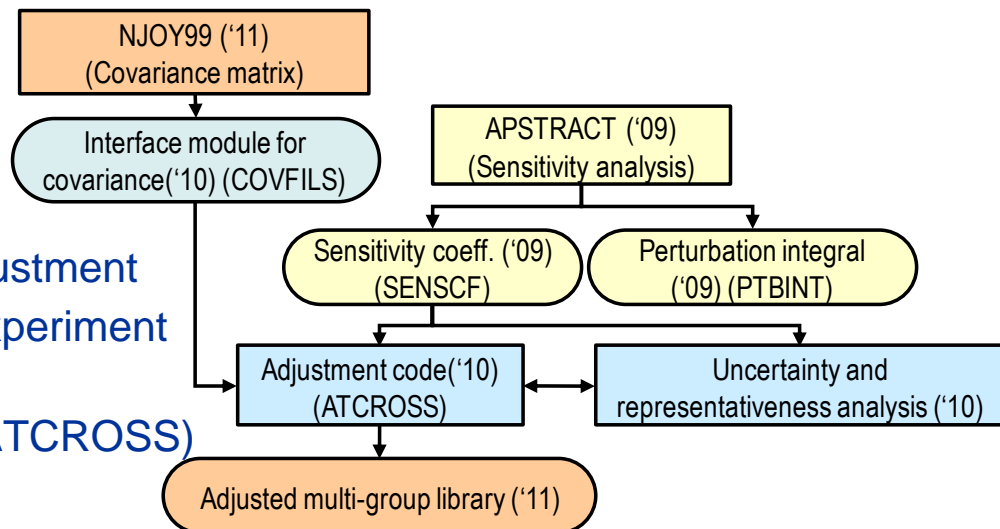 NJOY99 (‘11)
(Covariance matrix)
Interface module for
covariance(‘10) (COVFILS)
APSTRACT (‘09)
(Sensitivity analysis)
Sensitivity coeff. (‘09)
(SENSCF)
Perturbation integral
(‘09) (PTBINT)
ustment
xperiment
ATCROSS)
Adjustment code(‘10)
(ATCROSS)
Uncertainty and
representativeness analysis (‘10)
Adjusted multi-group library (‘11)